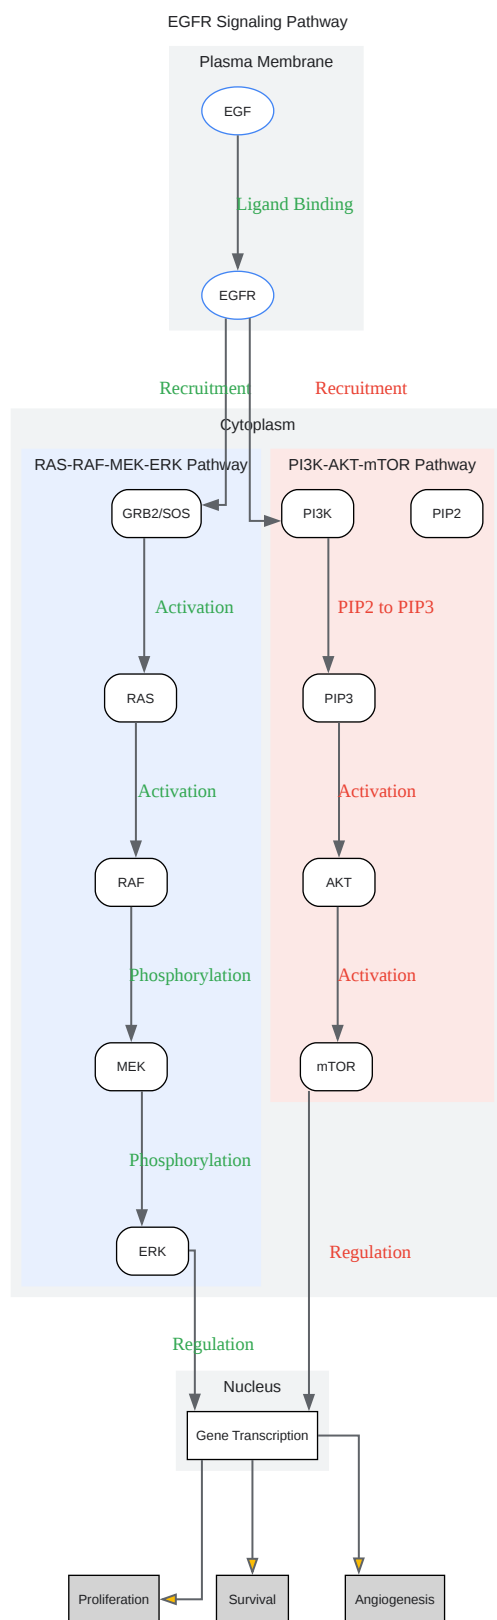 EGFR Signaling Pathway
Plasma Membrane
EGF
Ligand Binding
EGFR
Recruitment
Recruitment
Cytoplasm
RAS-RAF-MEK-ERK Pathway
PI3K-AKT-mTOR Pathway
GRB2/SOS
PI3K
PIP2
Activation
PIP2 to PIP3
RAS
PIP3
Activation
Activation
RAF
AKT
Phosphorylation
Activation
MEK
mTOR
Phosphorylation
ERK
Regulation
Regulation
Nucleus
Gene Transcription
Proliferation
Survival
Angiogenesis